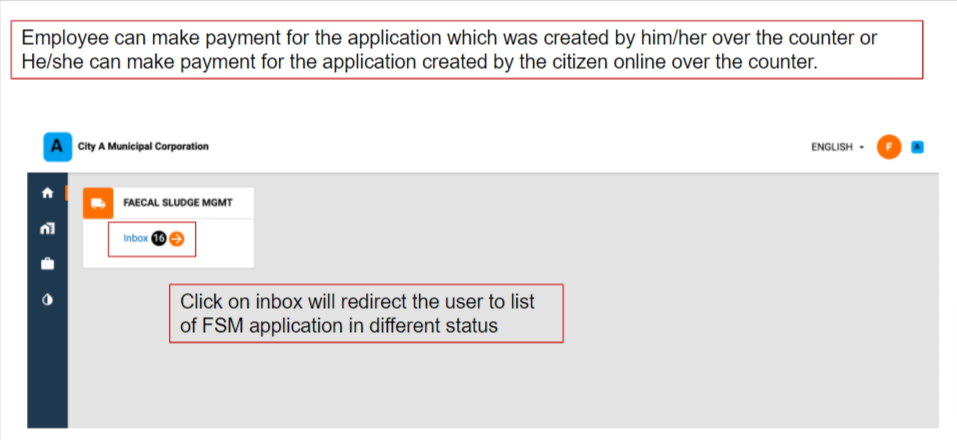 Employee can make payment for the application which was created by him/her over the counter or
He/she can make payment for the application created by the citizen online over the counter.
A City A Municipal Corporation
ENGLISH
F
A
FAECAL SLUDGE MGMT
Inbox 16
Click on inbox will redirect the user to list
of FSM application in different status